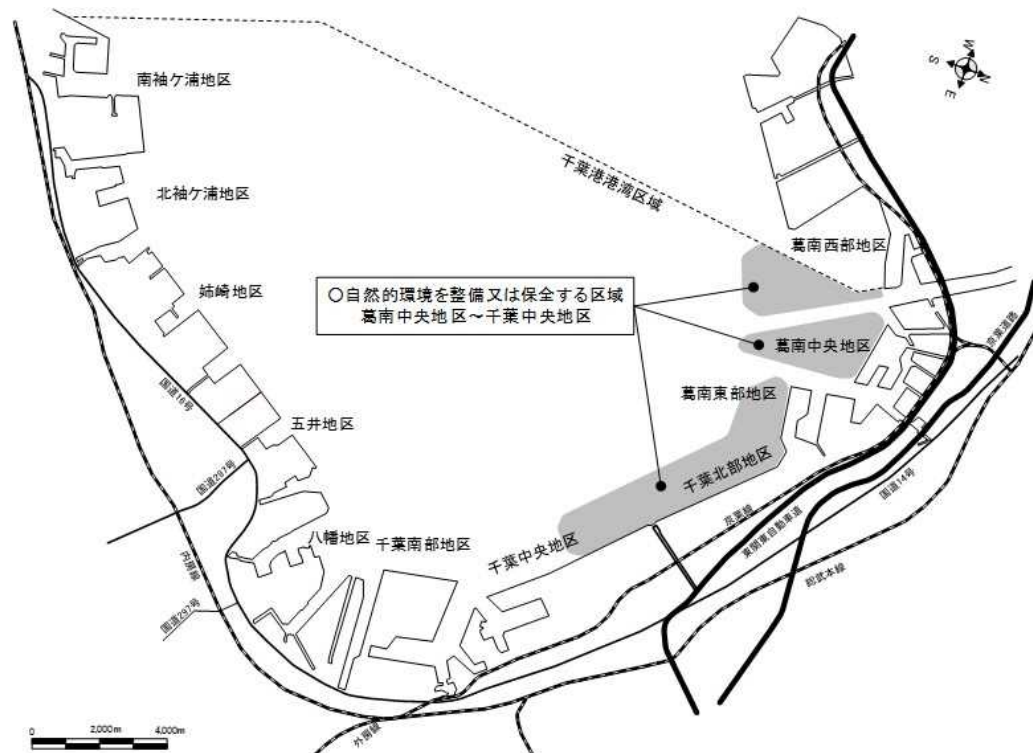 南袖ケ浦地区
北袖ケ浦地区
姉崎地区
五井地区
八幡地区
千葉南部地区
千葉中央地区
千葉北部地区
葛南東部地区
葛南中央地区
葛南西部地区
千葉港港湾区域
○自然的環境を整備又は保全する区域
葛南中央地区~千葉中央地区
国道16号
国道297号
国道297号
内房線
外房線
京葉線
東関東自動車道
国道14号
総武本線
京葉道路
W
N
S
E
0
2,000m
4,000m